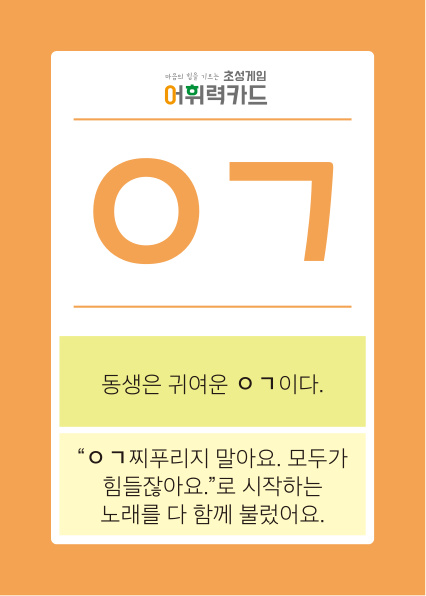 마음의 힘을 기르는 초성게임
어휘력카드
ㅇㄱ
동생은 귀여운 ㅇㄱ이다.
“ㅇㄱ찌푸리지 말아요. 모두가
힘들잖아요.”로 시작하는
노래를 다 함께 불렀어요.